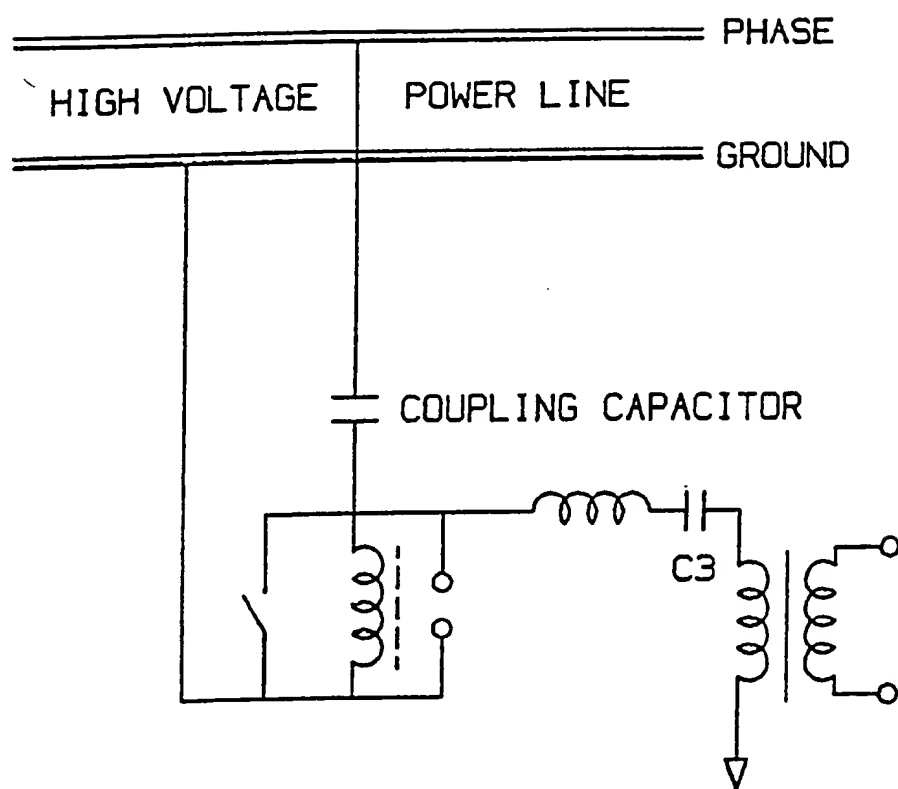 PHASE
HIGH VOLTAGE POWER LINE
GROUND
COUPLING CAPACITOR
C3